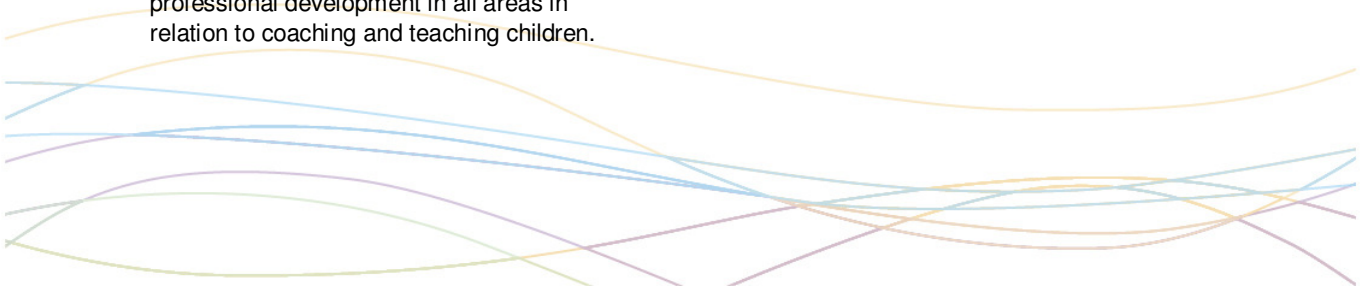 professional development in all areas in
relation to coaching and teaching children.